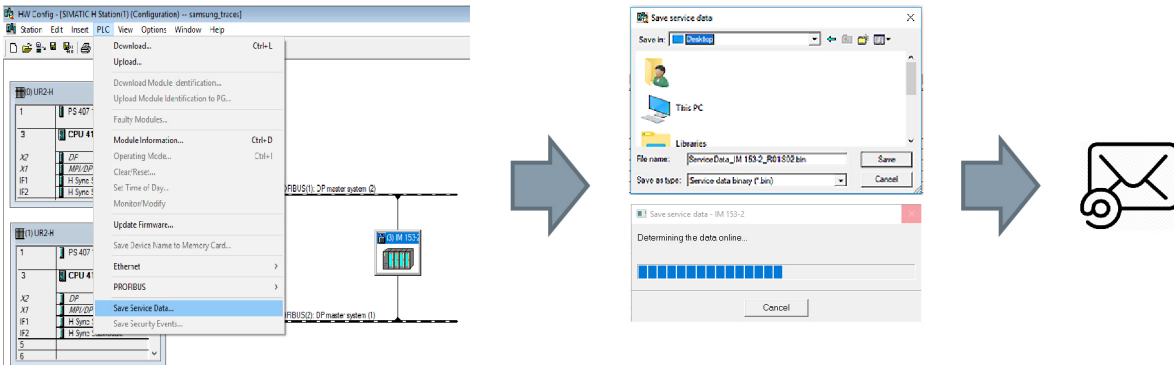 HW Config - [SIMATIC H Station(1) (Configuration) -- samsung_traces]
Station Edit Insert PLC View Options Window Help
Download... Ctrl+L
Upload...
Download Module Identification...
Upload Module Identification to PG...
Faulty Modules...
Module Information... Ctrl+D
Operating Mode... Ctrl+I
Clear/Reset...
Set Time of Day...
Monitor/Modify
Update Firmware...
Save Device Name to Memory Card...
Ethernet >
PROFIBUS >
Save Service Data...
Save Security Events...
(0) UR2-H
1 PS 407
3 CPU 41
X2 DP
X1 MPI/DP
IF1 H Sync
IF2 H Sync
(1) UR2-H
1 PS 407
3 CPU 41
X2 DP
X1 MPI/DP
IF1 H Sync
IF2 H Sync
5
6
OFIBUS(1): DP master system (2)
(3) IM 153-2
OFIBUS(2): DP master system (1)
Save service data
Save in: Desktop
This PC
Libraries
File name: ServiceData_IM 153-2_R01S02.bin Save
Save as type: Service data binary (*.bin) Cancel
Save service data - IM 153-2
Determining the data online...
Cancel